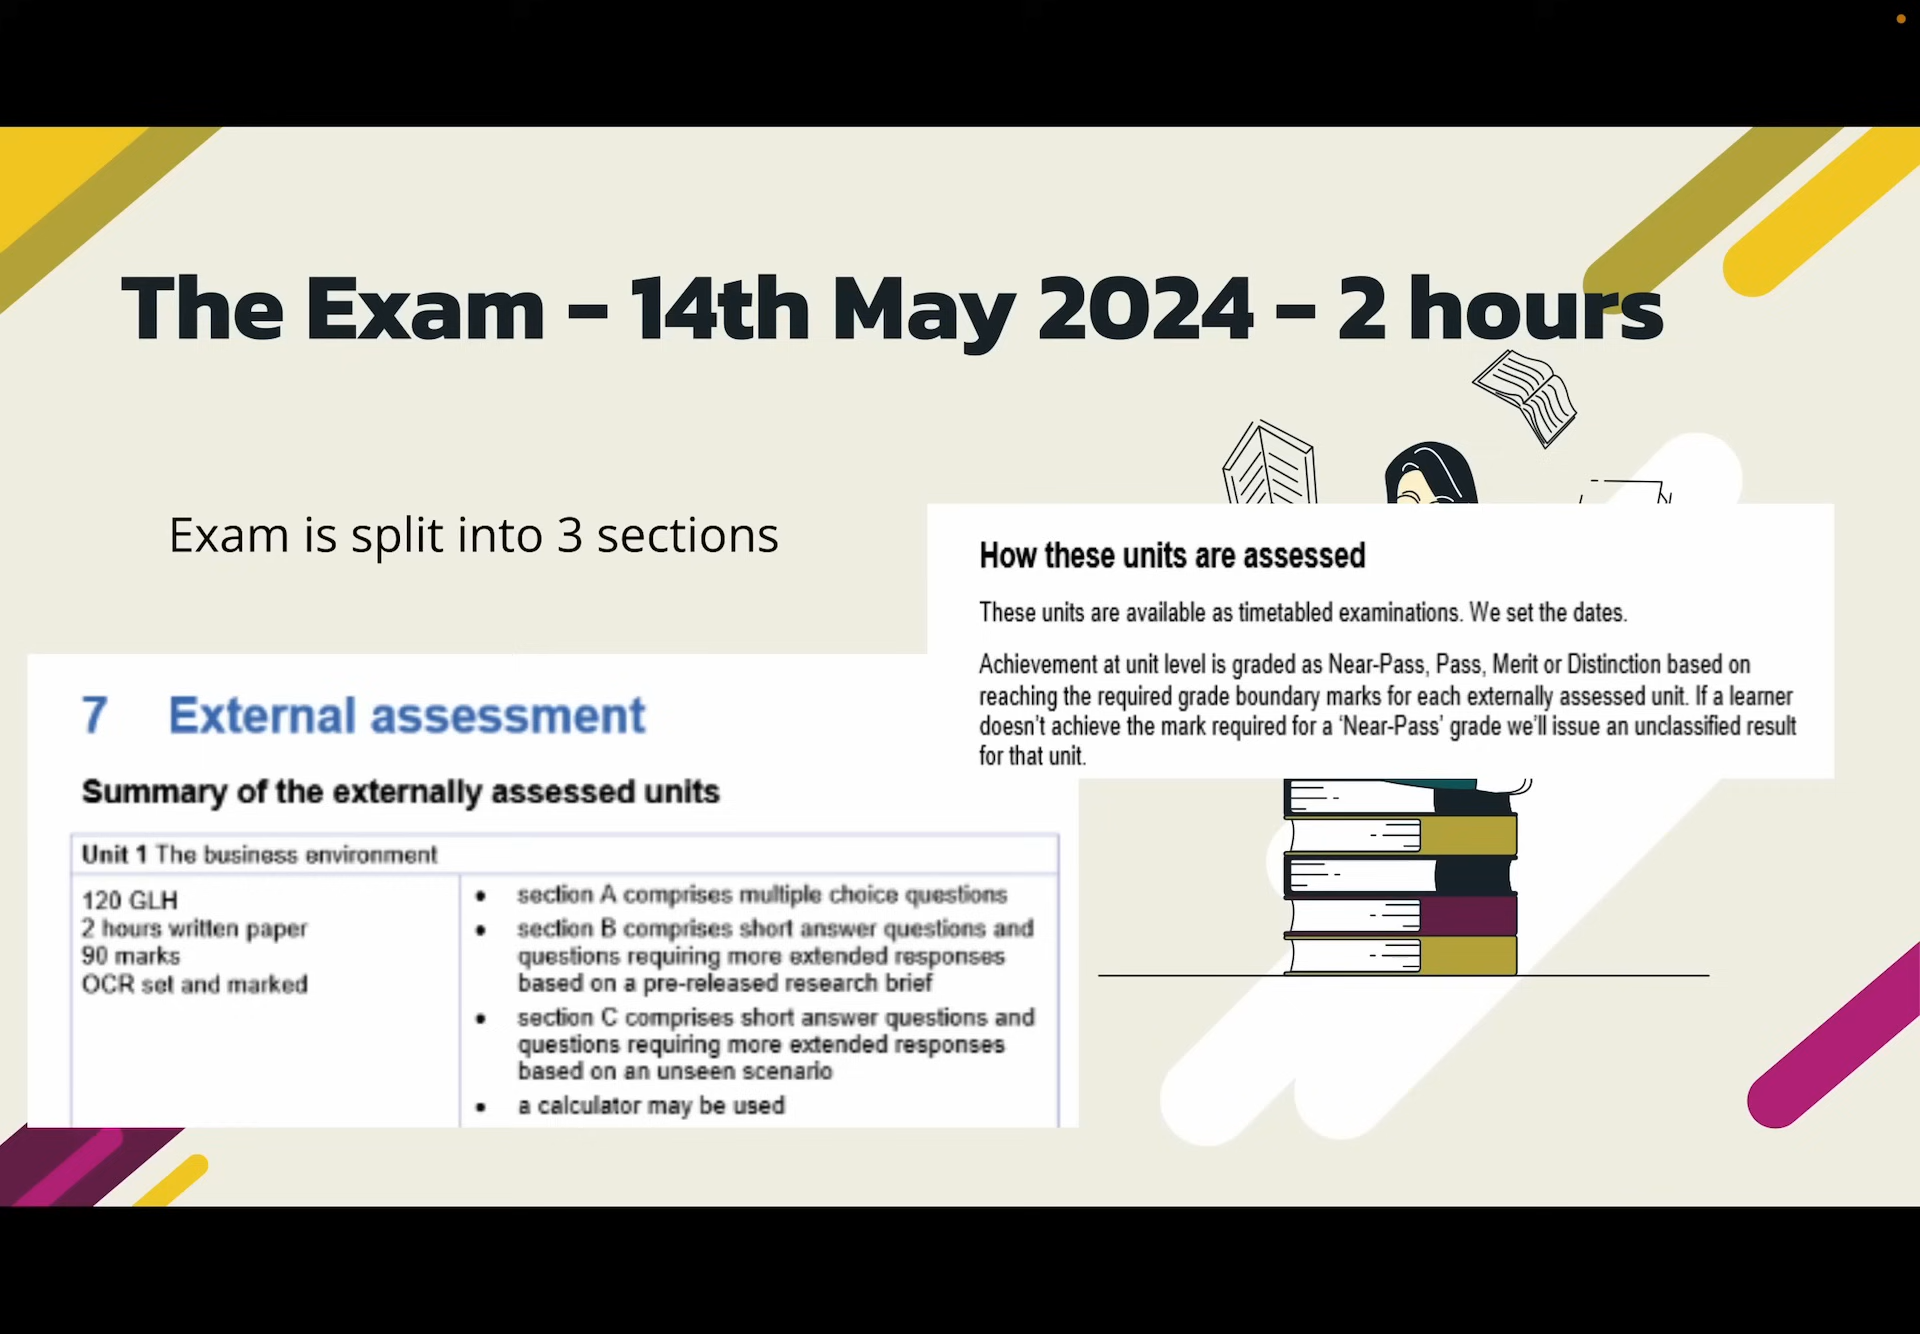 The Exam – 14th May 2024 – 2 hours
Exam is split into 3 sections
How these units are assessed
These units are available as timetabled examinations. We set the dates.
Achievement at unit level is graded as Near-Pass, Pass, Merit or Distinction based on
reaching the required grade boundary marks for each externally assessed unit. If a learner
doesn't achieve the mark required for a ‘Near-Pass’ grade we'll issue an unclassified result
for that unit.
7 External assessment
Summary of the externally assessed units
Unit 1 The business environment
120 GLH
2 hours written paper
90 marks
OCR set and marked
• section A comprises multiple choice questions
• section B comprises short answer questions and
questions requiring more extended responses
based on a pre-released research brief
• section C comprises short answer questions and
questions requiring more extended responses
based on an unseen scenario
• a calculator may be used